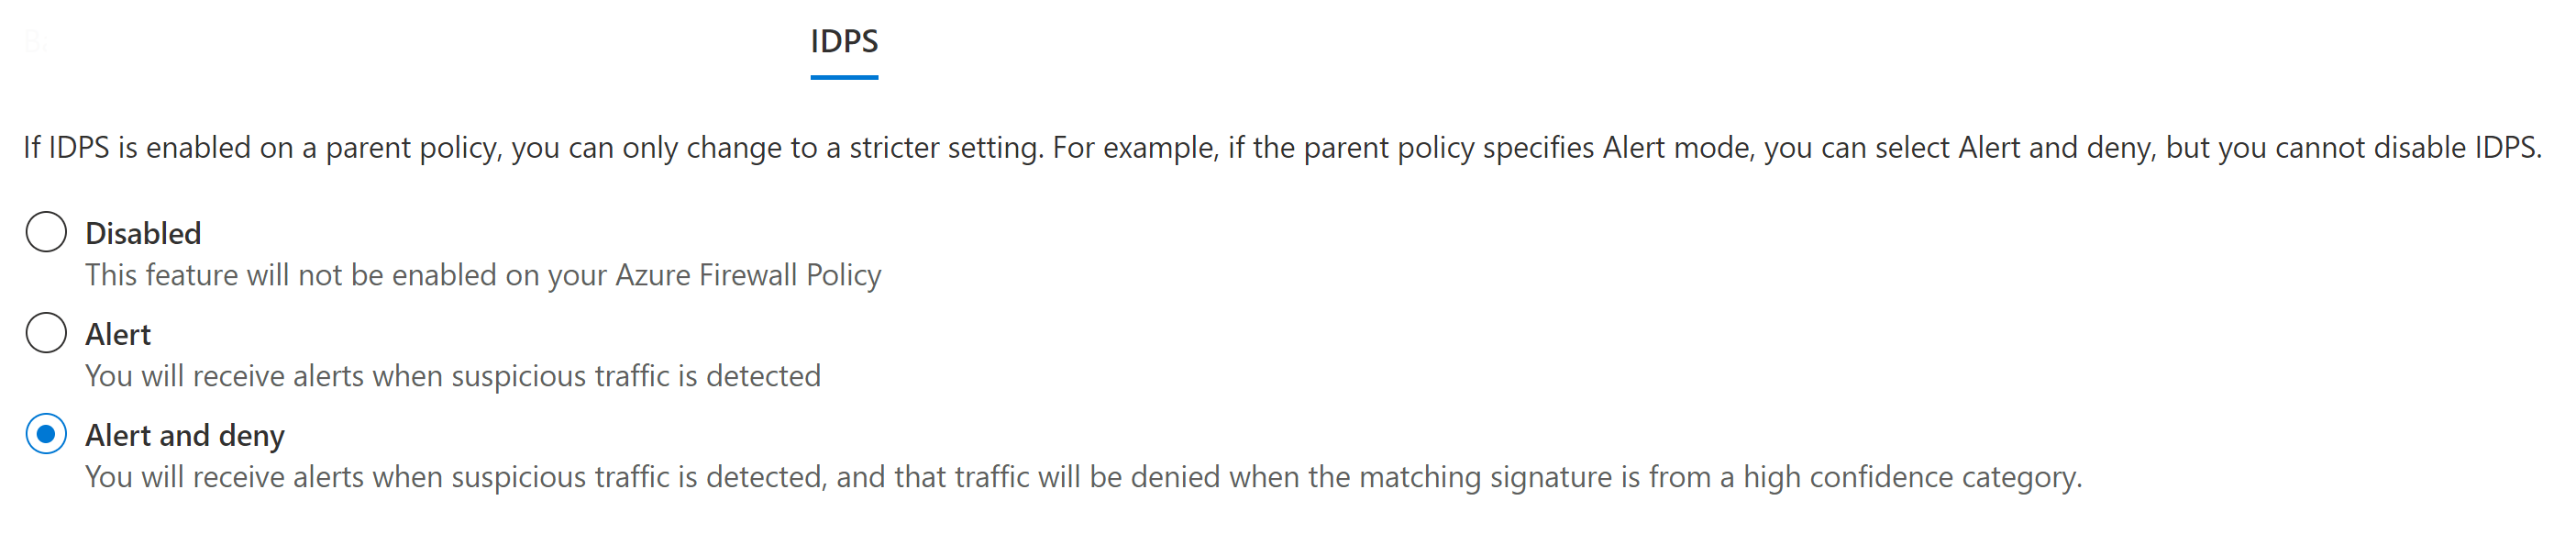 IDPS
If IDPS is enabled on a parent policy, you can only change to a stricter setting. For example, if the parent policy specifies Alert mode, you can select Alert and deny, but you cannot disable IDPS.
Disabled
This feature will not be enabled on your Azure Firewall Policy
Alert
You will receive alerts when suspicious traffic is detected
Alert and deny
You will receive alerts when suspicious traffic is detected, and that traffic will be denied when the matching signature is from a high confidence category.